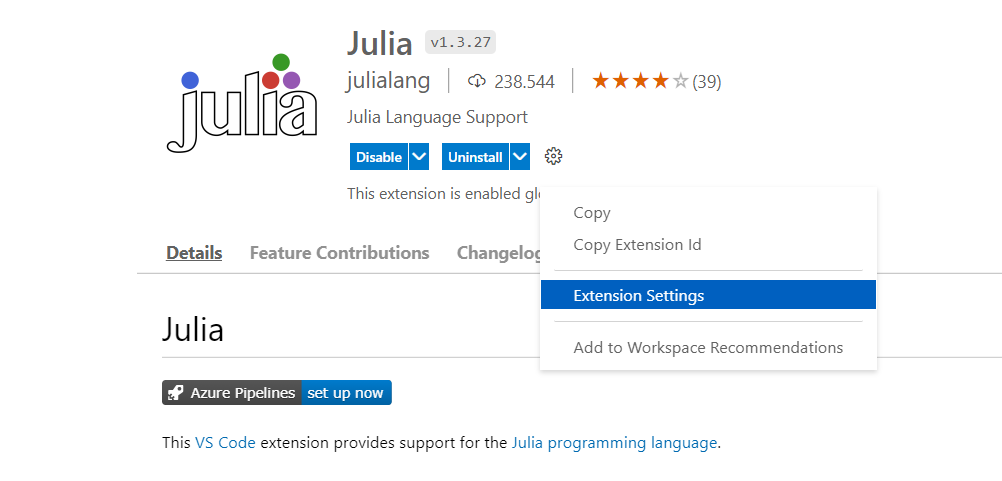 Julia v1.3.27
julia
julialang 238.544 (39)
Julia Language Support
Disable Uninstall
This extension is enabled gl
Copy
Copy Extension Id
Details Feature Contributions Changelog
Extension Settings
Julia
Add to Workspace Recommendations
Azure Pipelines set up now
This VS Code extension provides support for the Julia programming language.